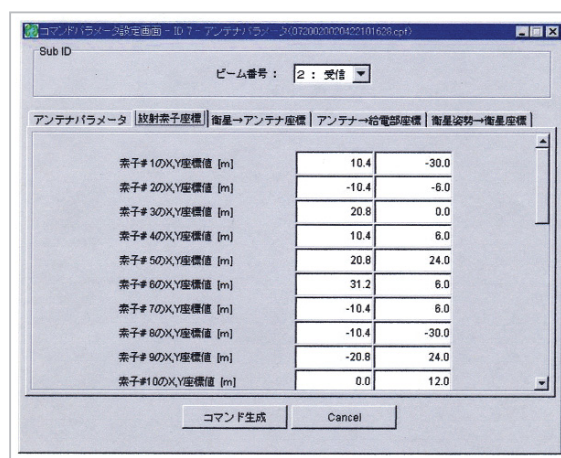 コマンドパラメータ設定画面 - ID 7 - アンテナパラメータ(0720020020422101628.cpf)
Sub ID
ビーム番号： 2 : 受信
アンテナパラメータ 放射素子座標 衛星→アンテナ座標 アンテナ→給電部座標 衛星姿勢→衛星座標
素子#1のX,Y座標値 [m] 10.4 -30.0
素子#2のX,Y座標値 [m] -10.4 -6.0
素子#3のX,Y座標値 [m] 20.8 0.0
素子#4のX,Y座標値 [m] 10.4 6.0
素子#5のX,Y座標値 [m] 20.8 24.0
素子#6のX,Y座標値 [m] 31.2 6.0
素子#7のX,Y座標値 [m] -10.4 6.0
素子#8のX,Y座標値 [m] -10.4 -30.0
素子#9のX,Y座標値 [m] -20.8 24.0
素子#10のX,Y座標値 [m] 0.0 12.0
コマンド生成 Cancel